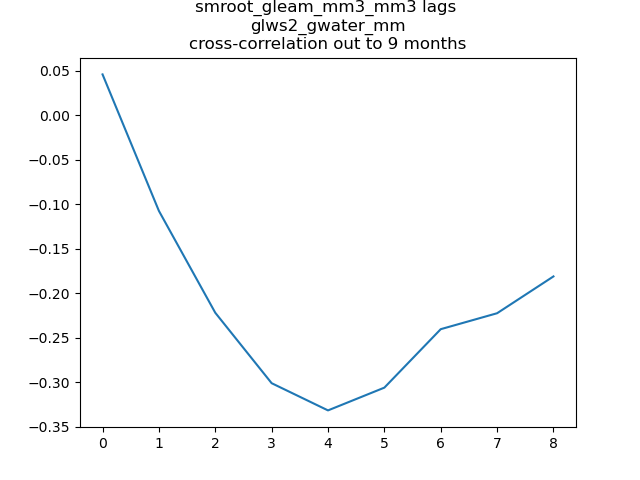 smroot_gleam_mm3_mm3 lags
glws2_gwater_mm
cross-correlation out to 9 months
0.05
0.00
−0.05
−0.10
−0.15
−0.20
−0.25
−0.30
−0.35
0 1 2 3 4 5 6 7 8